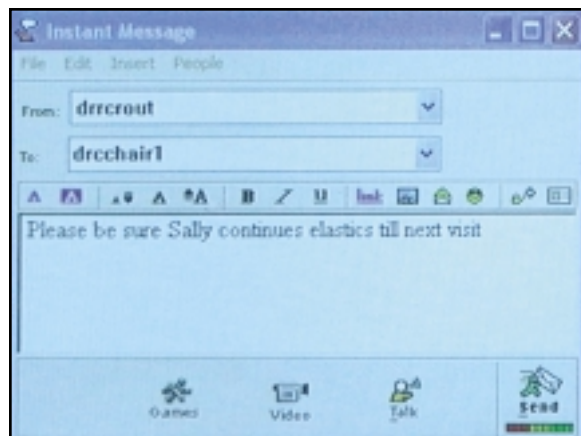 Instant Message
File Edit Insert People
From: drrcrout
To: drcchair1
A A A A A B I U link
Please be sure Sally continues elastics till next visit
Games Video Talk Send